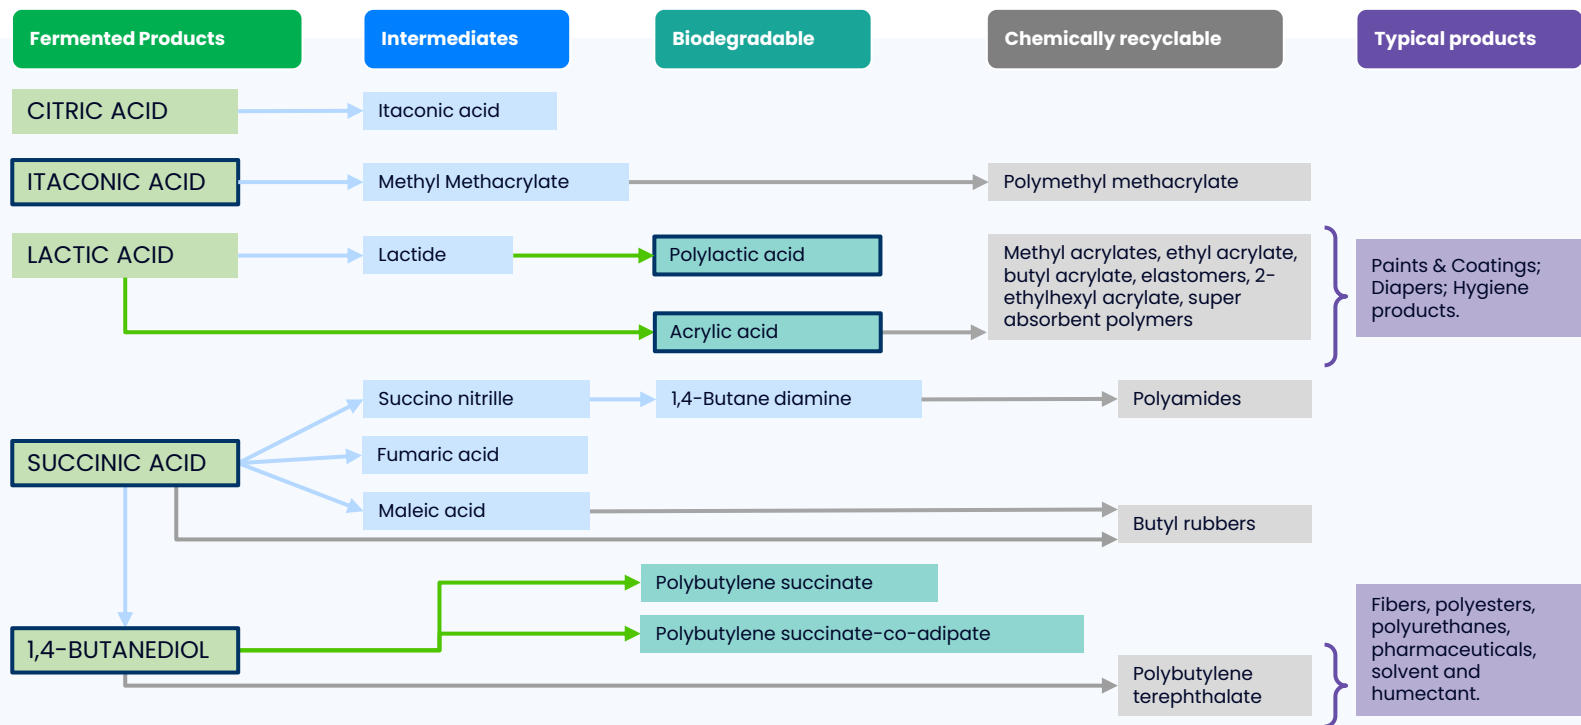 Fermented Products
Intermediates
Biodegradable
Chemically recyclable
Typical products
CITRIC ACID
Itaconic acid
ITACONIC ACID
Methyl Methacrylate
Polymethyl methacrylate
LACTIC ACID
Lactide
Polylactic acid
Methyl acrylates, ethyl acrylate,
butyl acrylate, elastomers, 2-
ethylhexyl acrylate, super
absorbent polymers
Paints & Coatings;
Diapers; Hygiene
products.
Acrylic acid
Succino nitrille
1,4-Butane diamine
Polyamides
SUCCINIC ACID
Fumaric acid
Maleic acid
Butyl rubbers
Polybutylene succinate
Polybutylene succinate-co-adipate
1,4-BUTANEDIOL
Polybutylene
terephthalate
Fibers, polyesters,
polyurethanes,
pharmaceuticals,
solvent and
humectant.